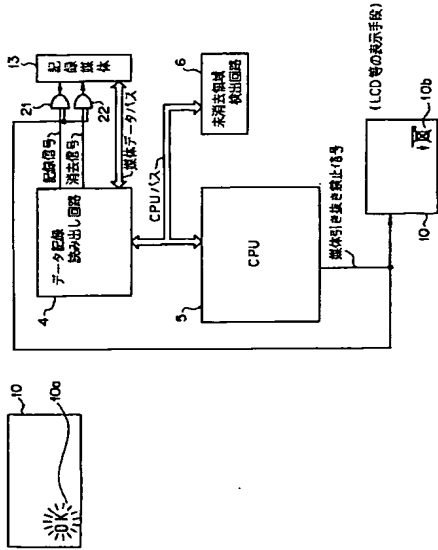 10
10a
OK
4
データ記録
読み出し回路
記録信号
消去信号
21
22
13
記録媒体
媒体データバス
CPUバス
5
CPU
6
未消去領域
検出回路
媒体引き抜き禁止信号
10
10b
(LCD等の表示手段)